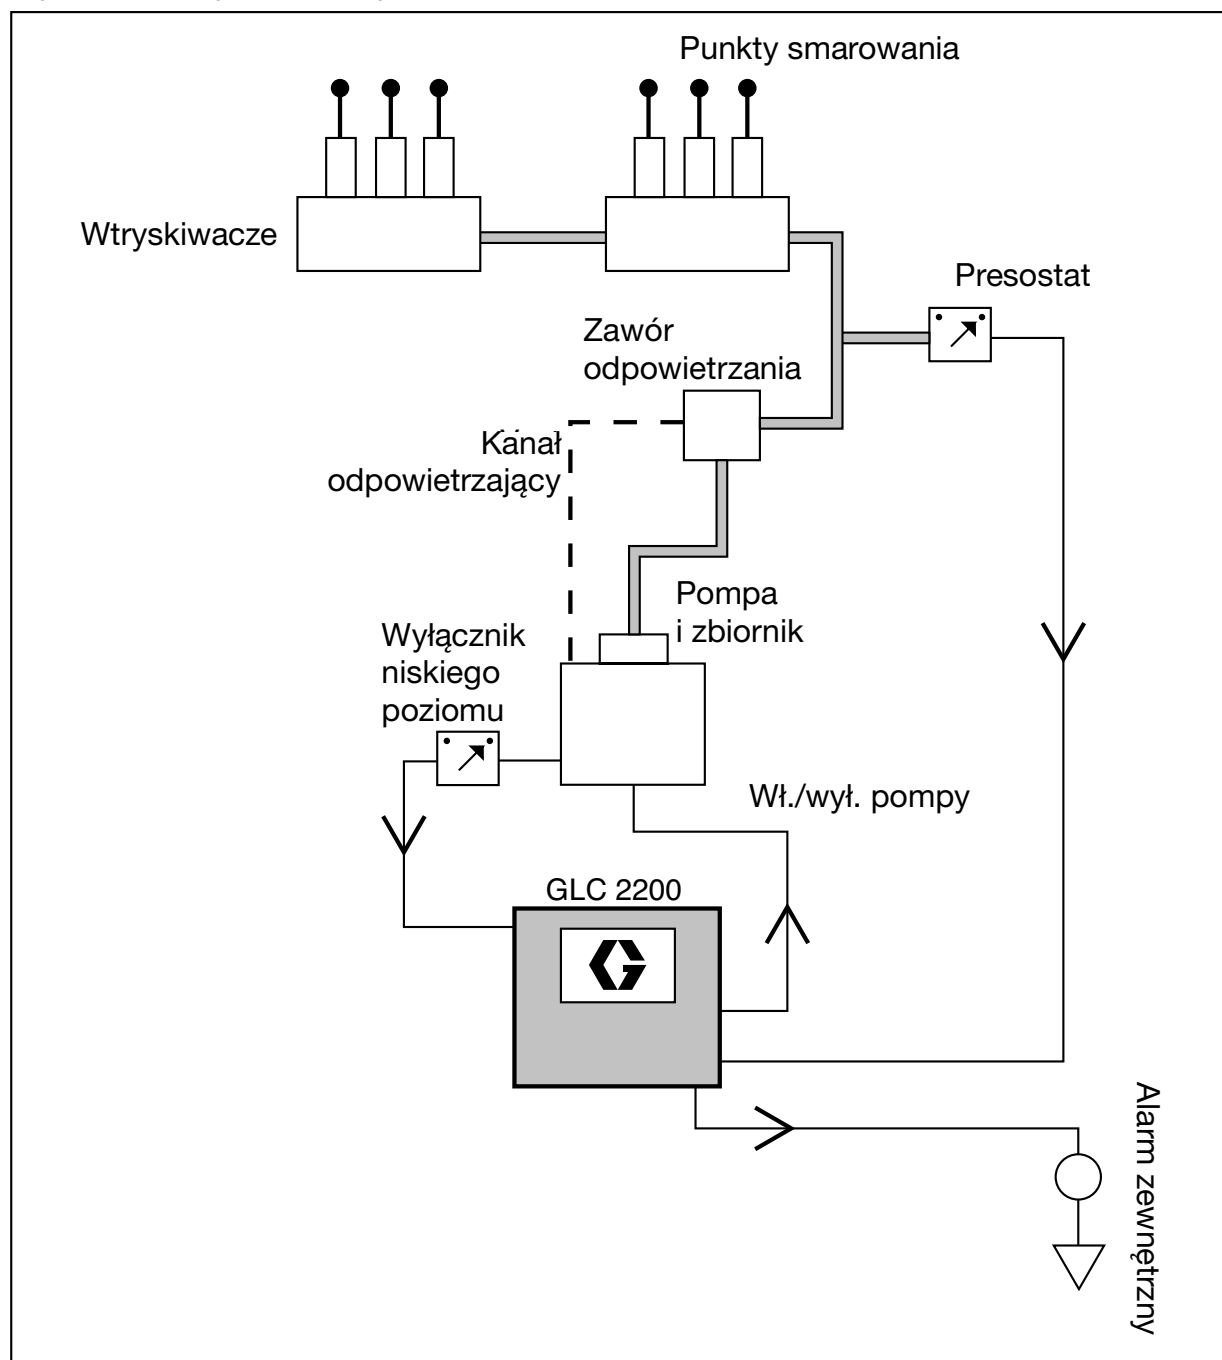 Punkty smarowania
Wtryskiwacze
Presostat
Zawór
odpowietrzania
Kanał
odpowietrzający
Pompa
i zbiornik
Wyłącznik
niskiego
poziomu
Wł./wył. pompy
GLC 2200
Alarm zewnętrzny